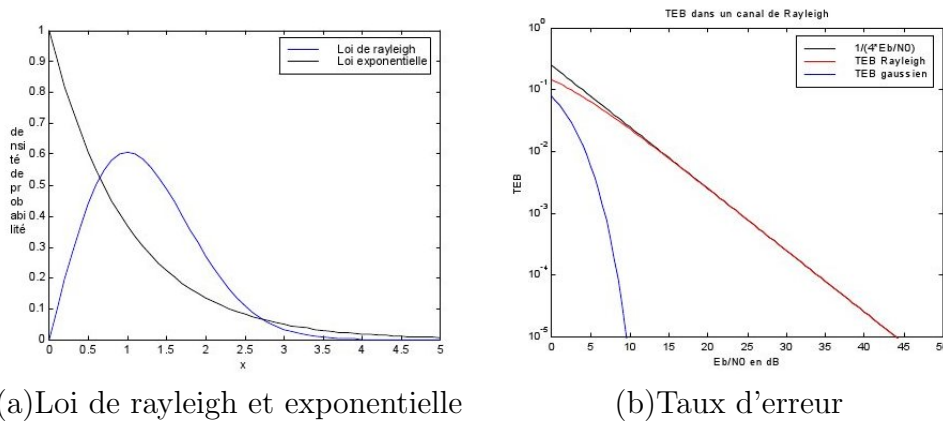 Loi de rayleigh
Loi exponentielle
1
0.9
0.8
0.7
0.6
0.5
0.4
0.3
0.2
0.1
0
de
nsi
té de
pr
ob
abi
lité
0 0.5 1 1.5 2 2.5 3 3.5 4 4.5 5
x
(a)Loi de rayleigh et exponentielle
TEB dans un canal de Rayleigh
1/(4*Eb/N0)
TEB Rayleigh
TEB gaussien
10^0
10^-1
10^-2
10^-3
10^-4
10^-5
TEB
0 5 10 15 20 25 30 35 40 45 50
Eb/N0 en dB
(b)Taux d'erreur